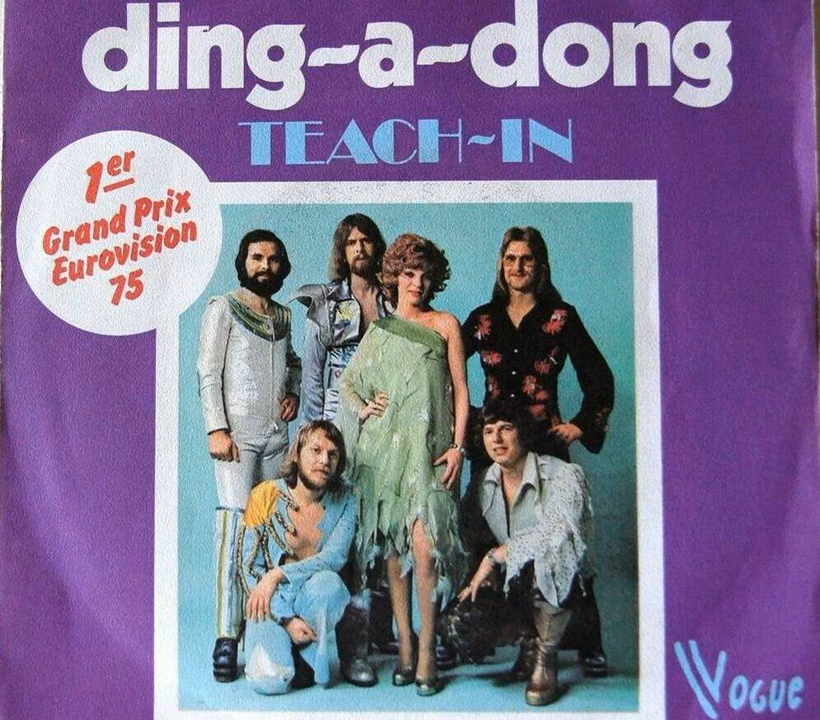 ding~a~dong
TEACH~IN
1er
Grand Prix
Eurovision
75
VOGUE